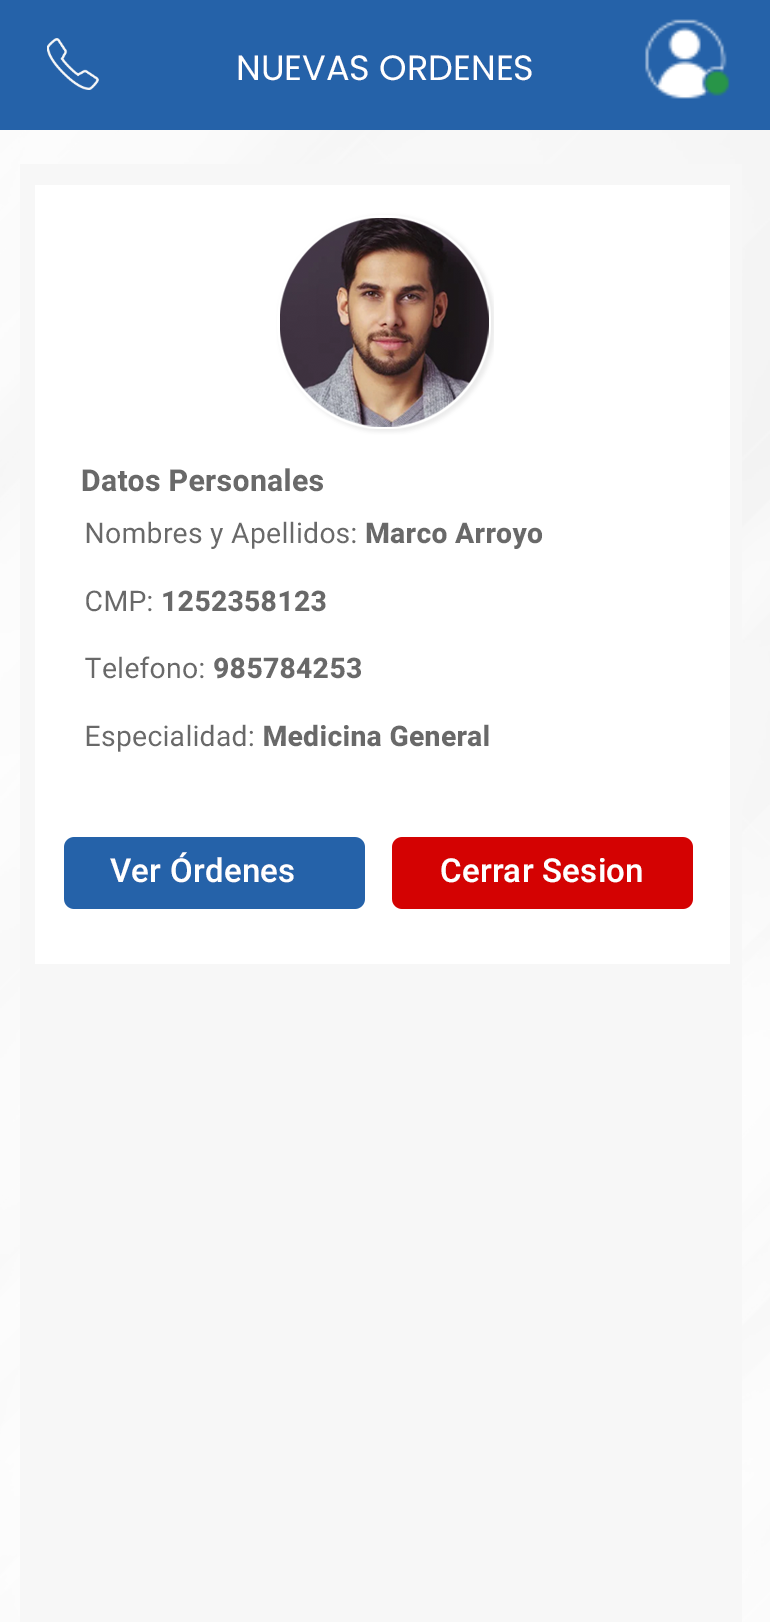 NUEVAS ORDENES
Datos Personales
Nombres y Apellidos: Marco Arroyo
CMP: 1252358123
Telefono: 985784253
Especialidad: Medicina General
Ver Órdenes
Cerrar Sesion